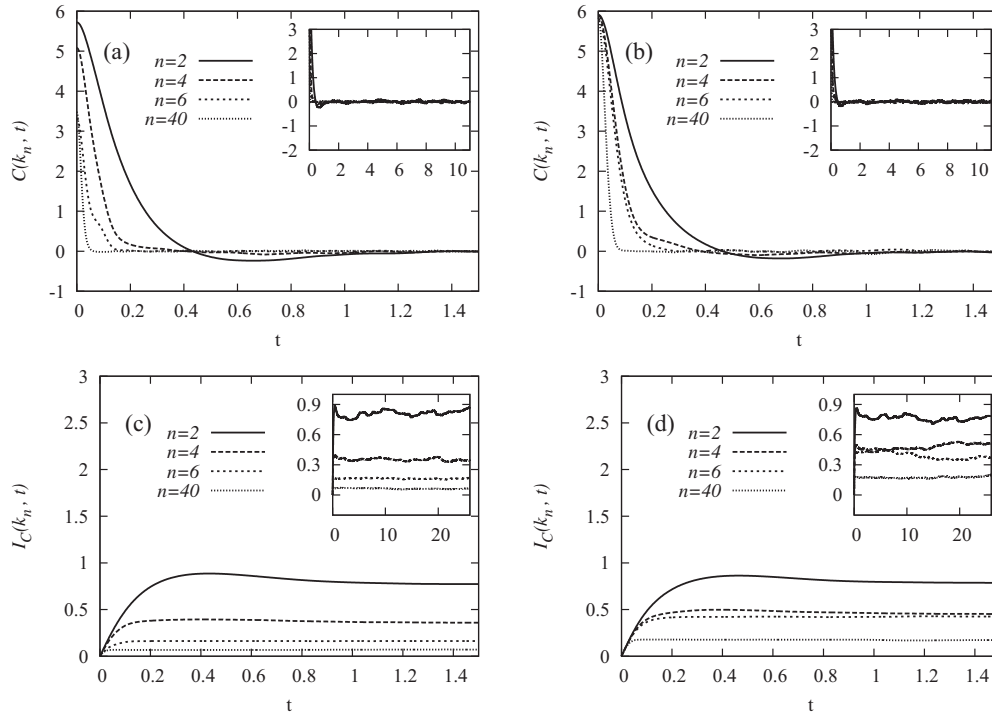 (a)
n=2
n=4
n=6
n=40
C(k_n, t)
6
5
4
3
2
1
0
-1
0 0.2 0.4 0.6 0.8 1 1.2 1.4
t
3
2
1
0
-1
-2
0 2 4 6 8 10
(b)
n=2
n=4
n=6
n=40
C(k_n, t)
6
5
4
3
2
1
0
-1
0 0.2 0.4 0.6 0.8 1 1.2 1.4
t
3
2
1
0
-1
-2
0 2 4 6 8 10
(c)
n=2
n=4
n=6
n=40
I_C(k_n, t)
3
2.5
2
1.5
1
0.5
0
0 0.2 0.4 0.6 0.8 1 1.2 1.4
t
0.9
0.6
0.3
0
0 10 20
(d)
n=2
n=4
n=6
n=40
I_C(k_n, t)
3
2.5
2
1.5
1
0.5
0
0 0.2 0.4 0.6 0.8 1 1.2 1.4
t
0.9
0.6
0.3
0
0 10 20